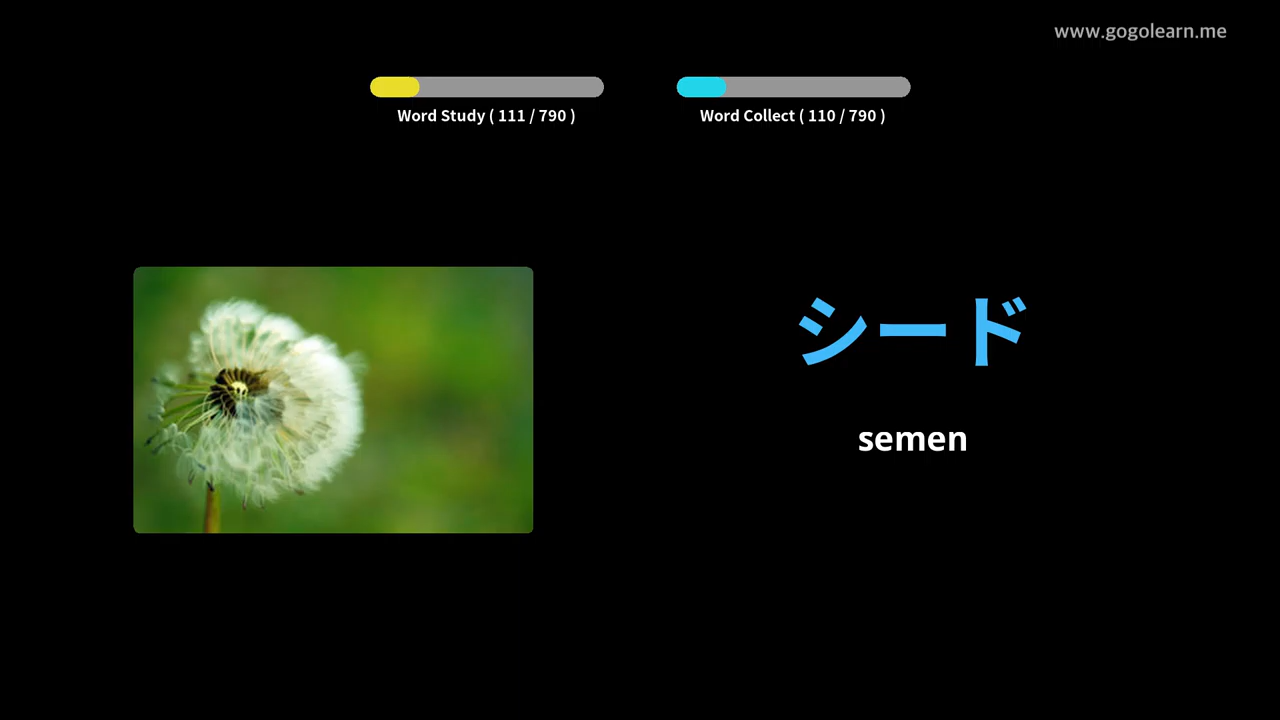 www.gogolearn.me
Word Study ( 111 / 790 )
Word Collect ( 110 / 790 )
シード
semen